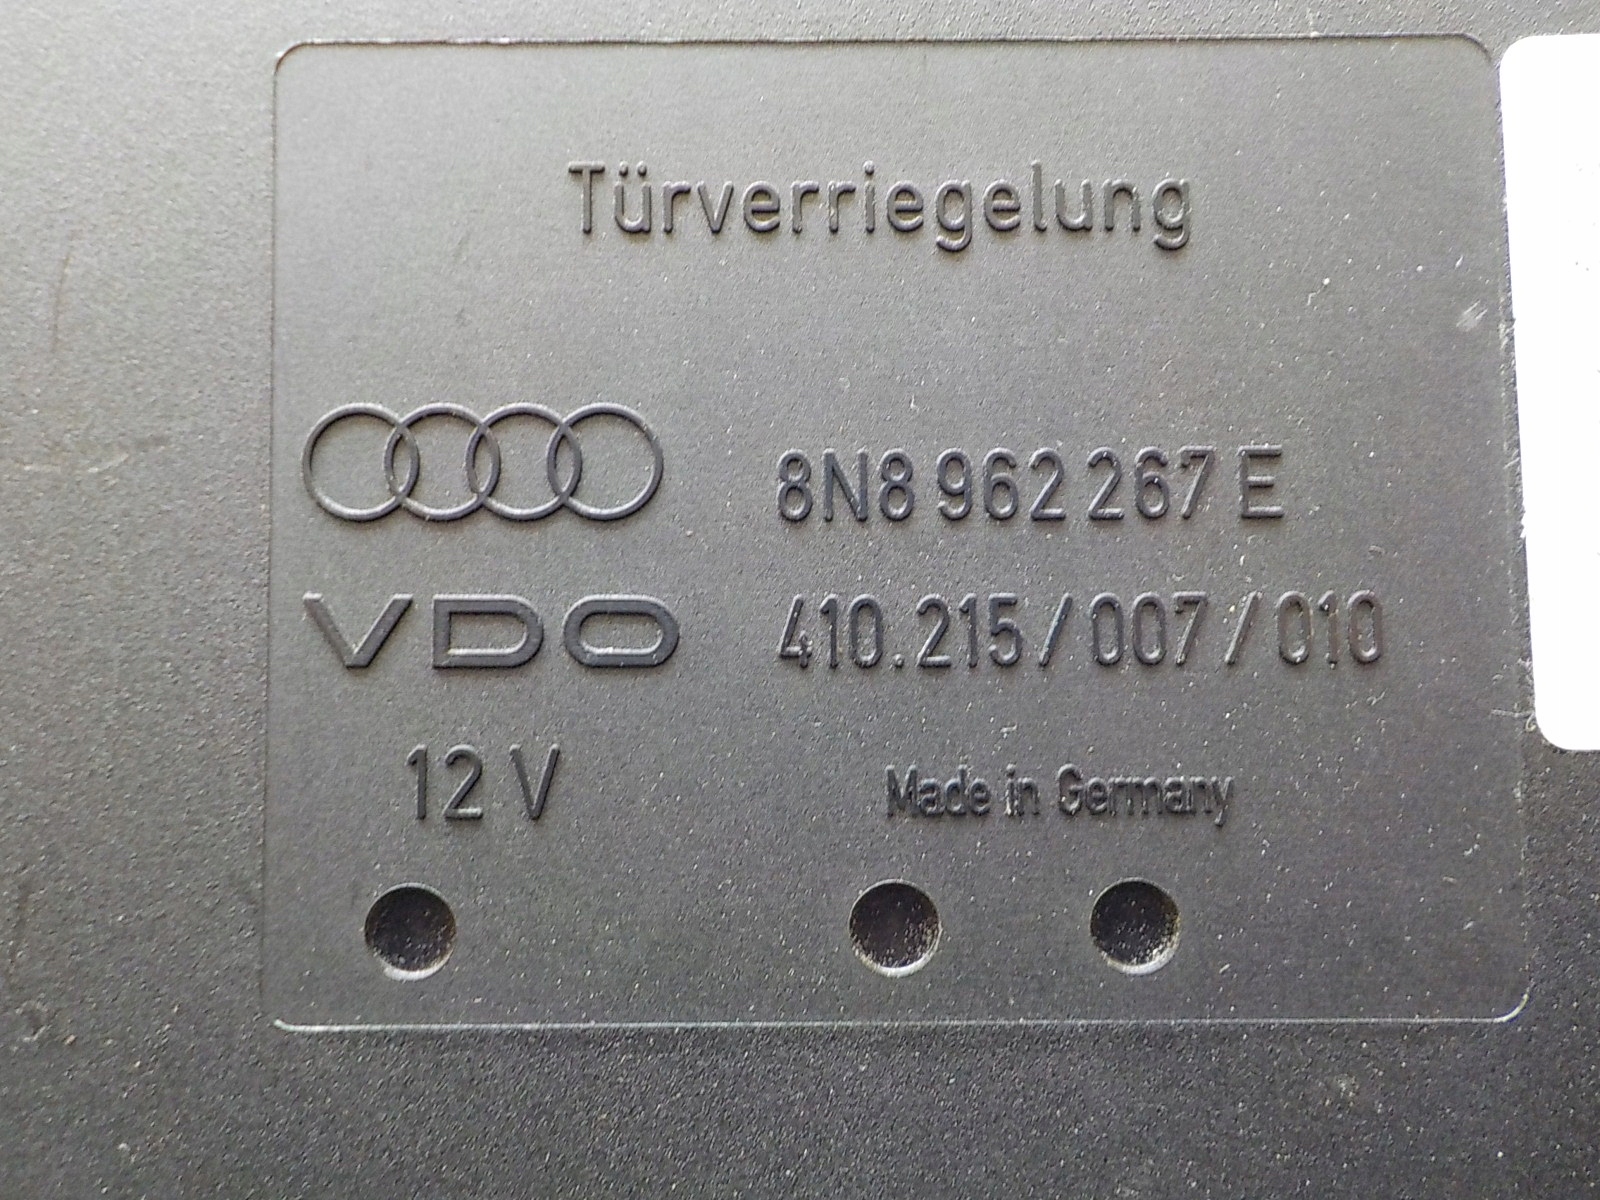 Türverriegelung
8N8 962 267 E
VDO 410.215/007/010
12 V Made in Germany